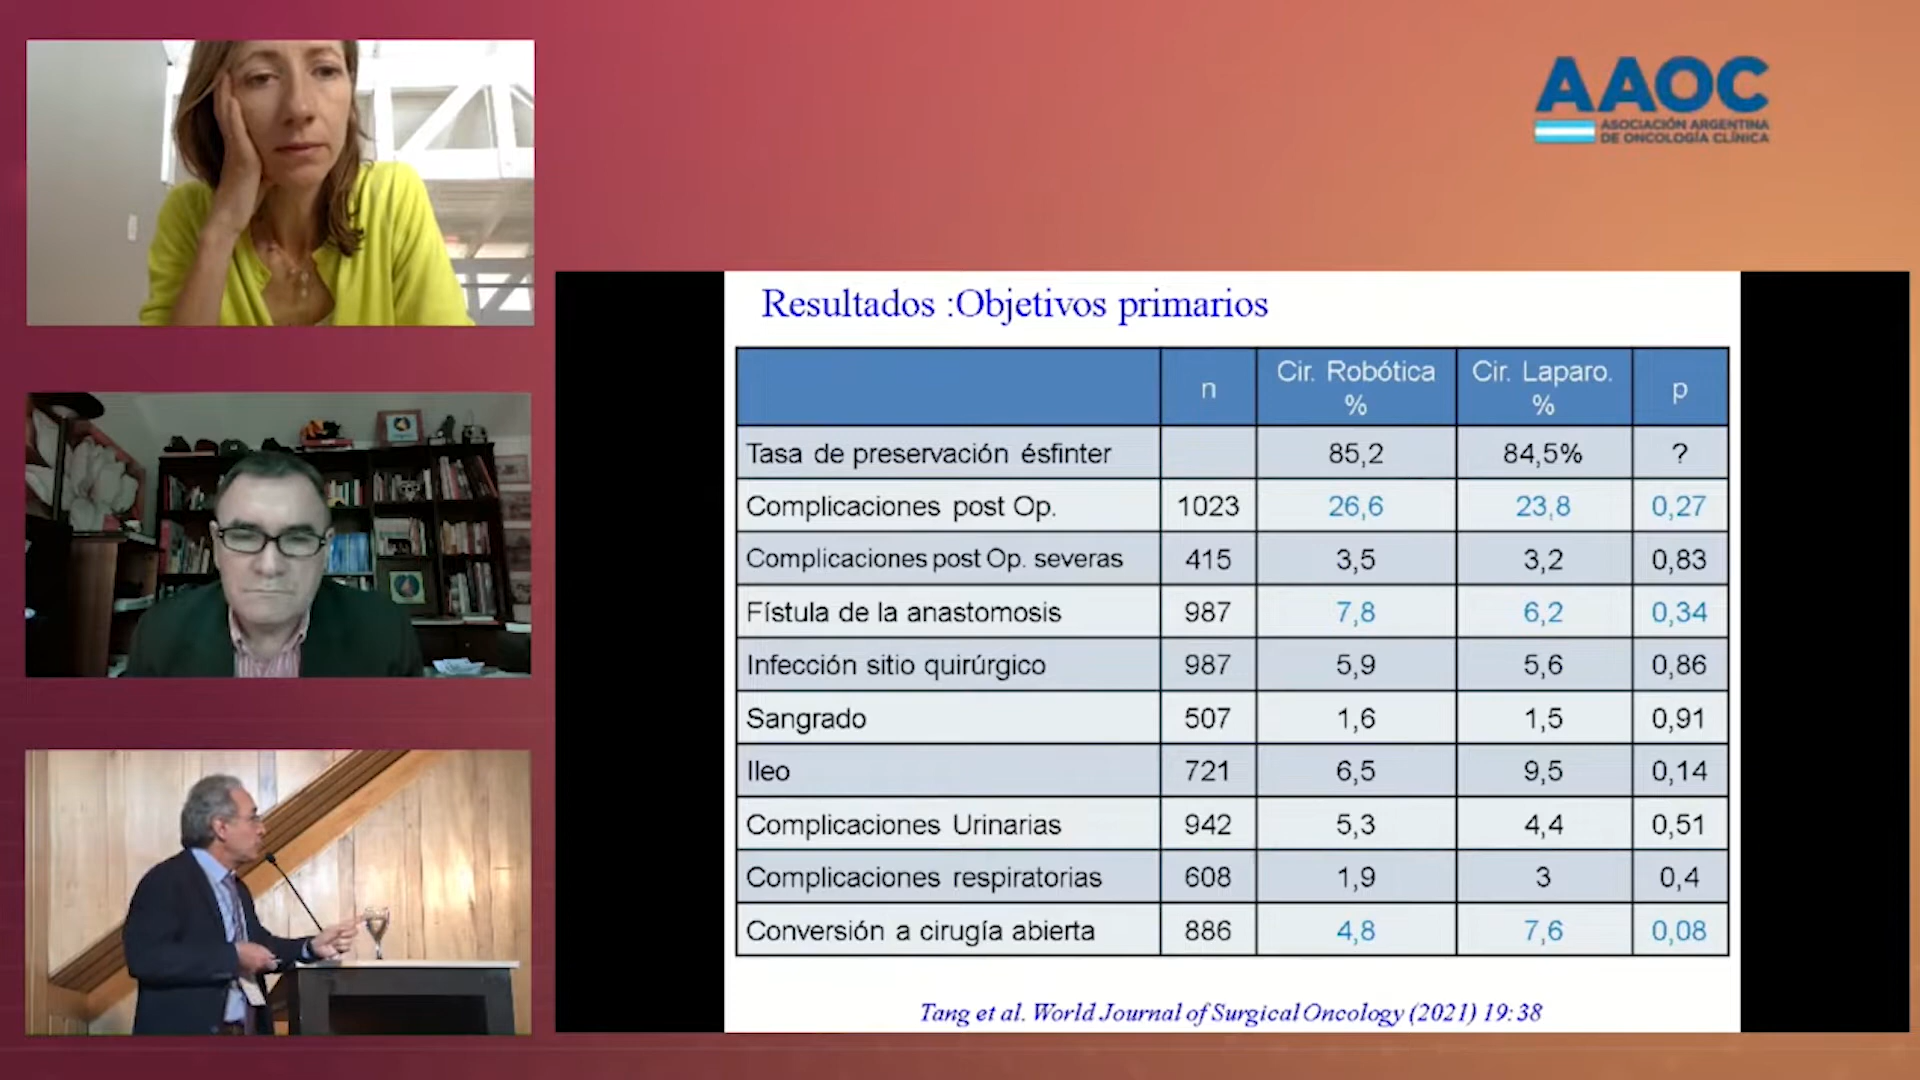 AAOC
ASOCIACIÓN ARGENTINA
DE ONCOLOGÍA CLÍNICA
Resultados :Objetivos primarios
n
Cir. Robótica
%
Cir. Laparo.
%
p
Tasa de preservación ésfinter 85,2 84,5% ?
Complicaciones post Op. 1023 26,6 23,8 0,27
Complicaciones post Op. severas 415 3,5 3,2 0,83
Fístula de la anastomosis 987 7,8 6,2 0,34
Infección sitio quirúrgico 987 5,9 5,6 0,86
Sangrado 507 1,6 1,5 0,91
Ileo 721 6,5 9,5 0,14
Complicaciones Urinarias 942 5,3 4,4 0,51
Complicaciones respiratorias 608 1,9 3 0,4
Conversión a cirugía abierta 886 4,8 7,6 0,08
Tang et al. World Journal of Surgical Oncology (2021) 19:38